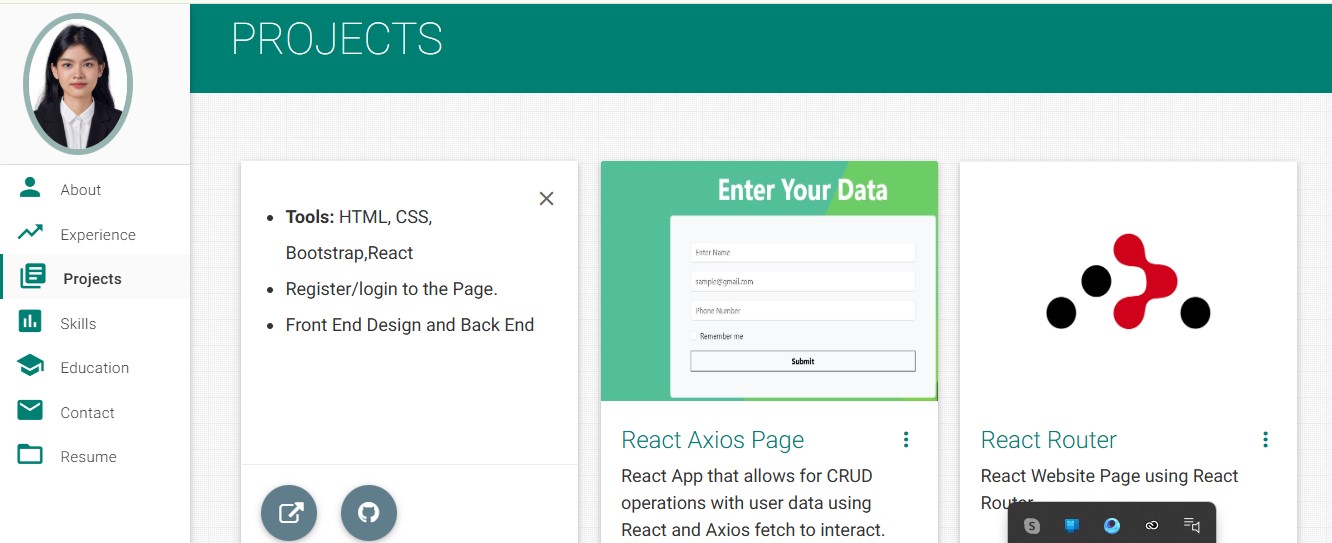 PROJECTS
About
Experience
Projects
Skills
Education
Contact
Resume
Tools: HTML, CSS,
Bootstrap,React
Register/login to the Page.
Front End Design and Back End
Enter Your Data
Enter Name
sample@gmail.com
Phone Number
Remember me
Submit
React Axios Page
React App that allows for CRUD
operations with user data using
React and Axios fetch to interact.
React Router
React Website Page using React
Router